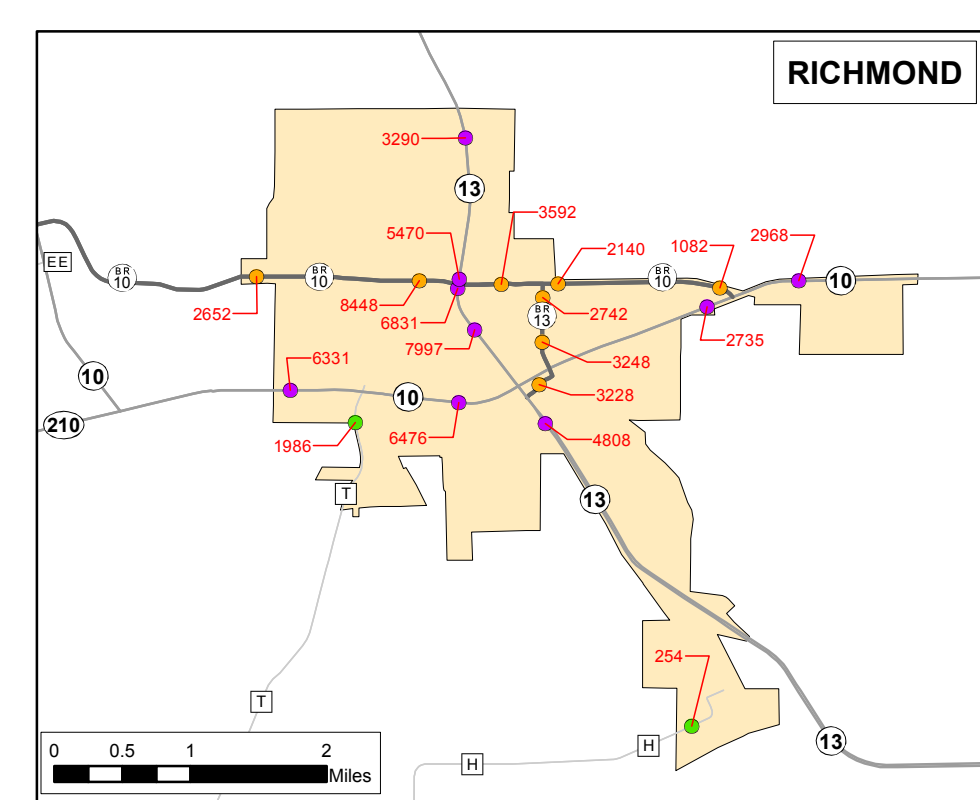 RICHMOND
3290
13
3592
5470
2140
1082
2968
EE
BR
10
BR
10
BR
10
10
2652
8448
6831
BR
13
2742
7997
2735
6331
3248
10
10
3228
210
1986
6476
4808
T
13
254
T
H
H
13
0 0.5 1 2
Miles